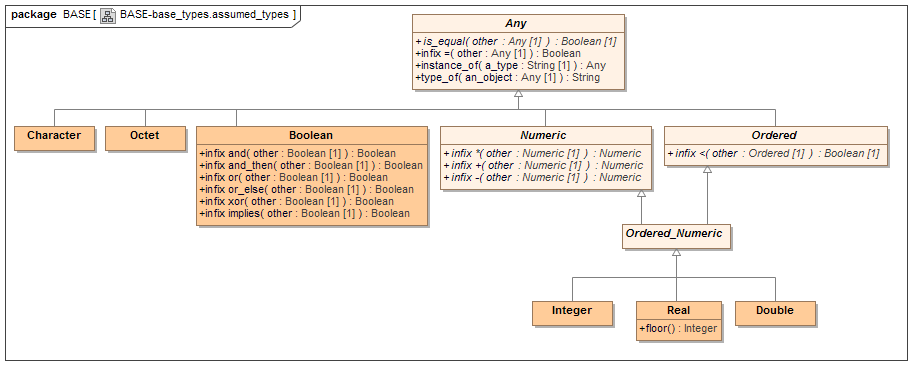 package BASE [ BASE-base_types.assumed_types ]
Any
+ is_equal( other : Any [1] ) : Boolean [1]
+infix =( other : Any [1] ) : Boolean
+instance_of( a_type : String [1] ) : Any
+type_of( an_object : Any [1] ) : String
Character
Octet
Boolean
+infix and( other : Boolean [1] ) : Boolean
+infix and_then( other : Boolean [1] ) : Boolean
+infix or( other : Boolean [1] ) : Boolean
+infix or_else( other : Boolean [1] ) : Boolean
+infix xor( other : Boolean [1] ) : Boolean
+infix implies( other : Boolean [1] ) : Boolean
Numeric
+ infix *( other : Numeric [1] ) : Numeric
+ infix +( other : Numeric [1] ) : Numeric
+ infix -( other : Numeric [1] ) : Numeric
Ordered
+ infix <( other : Ordered [1] ) : Boolean [1]
Ordered_Numeric
Integer
Real
+floor() : Integer
Double